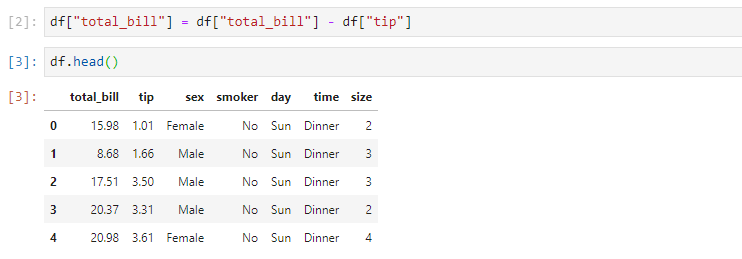 [2]: df["total_bill"] = df["total_bill"] - df["tip"]
[3]: df.head()
[3]: total_bill tip sex smoker day time size
0 15.98 1.01 Female No Sun Dinner 2
1 8.68 1.66 Male No Sun Dinner 3
2 17.51 3.50 Male No Sun Dinner 3
3 20.37 3.31 Male No Sun Dinner 2
4 20.98 3.61 Female No Sun Dinner 4